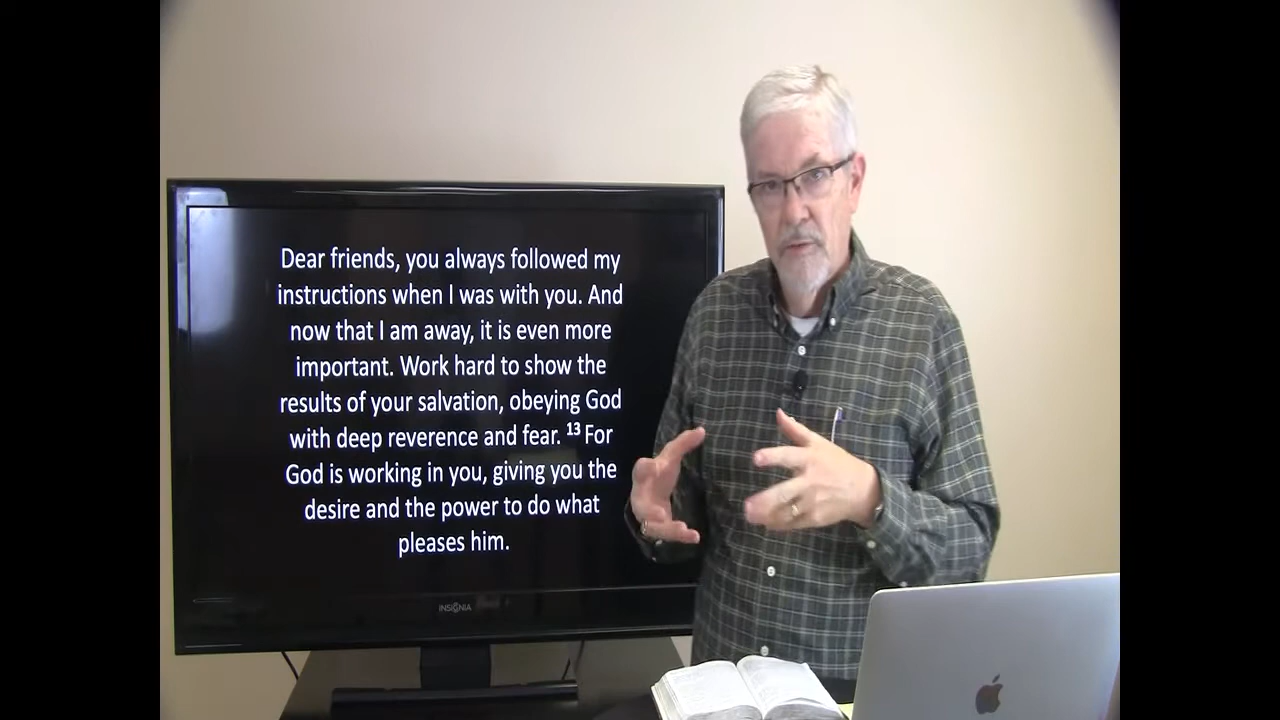 Dear friends, you always followed my
instructions when I was with you. And
now that I am away, it is even more
important. Work hard to show the
results of your salvation, obeying God
with deep reverence and fear. 13 For
God is working in you, giving you the
desire and the power to do what
pleases him.
INSIGNIA